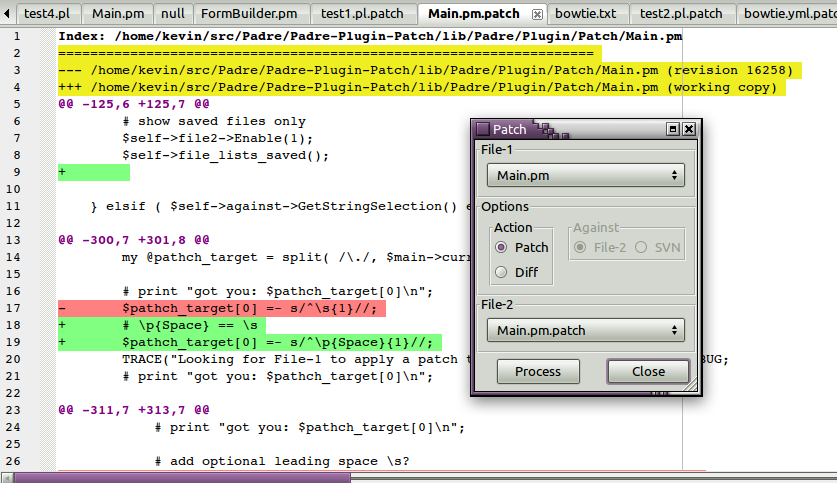 test4.pl Main.pm null FormBuilder.pm test1.pl.patch Main.pm.patch bowtie.txt test2.pl.patch bowtie.yml.patc
1 Index: /home/kevin/src/Padre/Padre-Plugin-Patch/lib/Padre/Plugin/Patch/Main.pm
2 ===================================================================
3 --- /home/kevin/src/Padre/Padre-Plugin-Patch/lib/Padre/Plugin/Patch/Main.pm (revision 16258)
4 +++ /home/kevin/src/Padre/Padre-Plugin-Patch/lib/Padre/Plugin/Patch/Main.pm (working copy)
5 @@ -125,6 +125,7 @@
6 # show saved files only
7 $self->file2->Enable(1);
8 $self->file_lists_saved();
9 +
10
11 } elsif ( $self->against->GetStringSelection() e
12
13 @@ -300,7 +301,8 @@
14 my @pathch_target = split( /\./, $main->curr
15
16 # print "got you: $pathch_target[0]\n";
17 - $pathch_target[0] =~ s/^\s{1}//;
18 + # \p{Space} == \s
19 + $pathch_target[0] =~ s/^\p{Space}{1}//;
20 TRACE("Looking for File-1 to apply a patch t BUG;
21 # print "got you: $pathch_target[0]\n";
22
23 @@ -311,7 +313,7 @@
24 # print "got you: $pathch_target[0]\n";
25
26 # add optional leading space \s?
Patch
File-1
Main.pm
Options
Action Against
Patch File-2 SVN
Diff
File-2
Main.pm.patch
Process Close